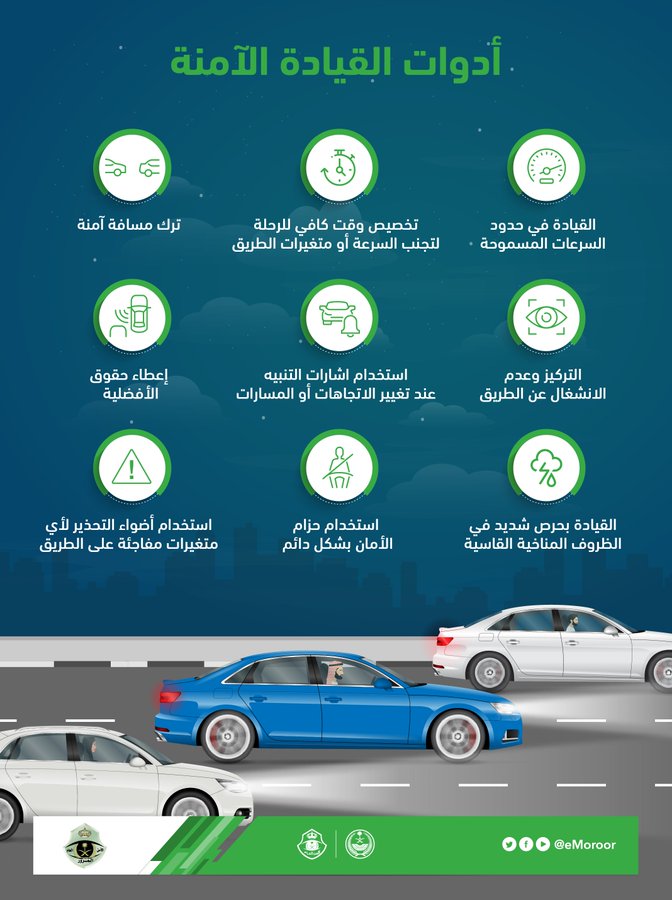 أدوات القيادة الآمنة
القيادة في حدود
السرعات المسموحة
تخصيص وقت كافي للرحلة
لتجنب السرعة أو متغيرات الطريق
ترك مسافة آمنة
التركيز وعدم
الانشغال عن الطريق
استخدام اشارات التنبيه
عند تغيير الاتجاهات أو المسارات
إعطاء حقوق
الأفضلية
القيادة بحرص شديد في
الظروف المناخية القاسية
استخدام حزام
الأمان بشكل دائم
استخدام أضواء التحذير لأي
متغيرات مفاجئة على الطريق
@eMoroor